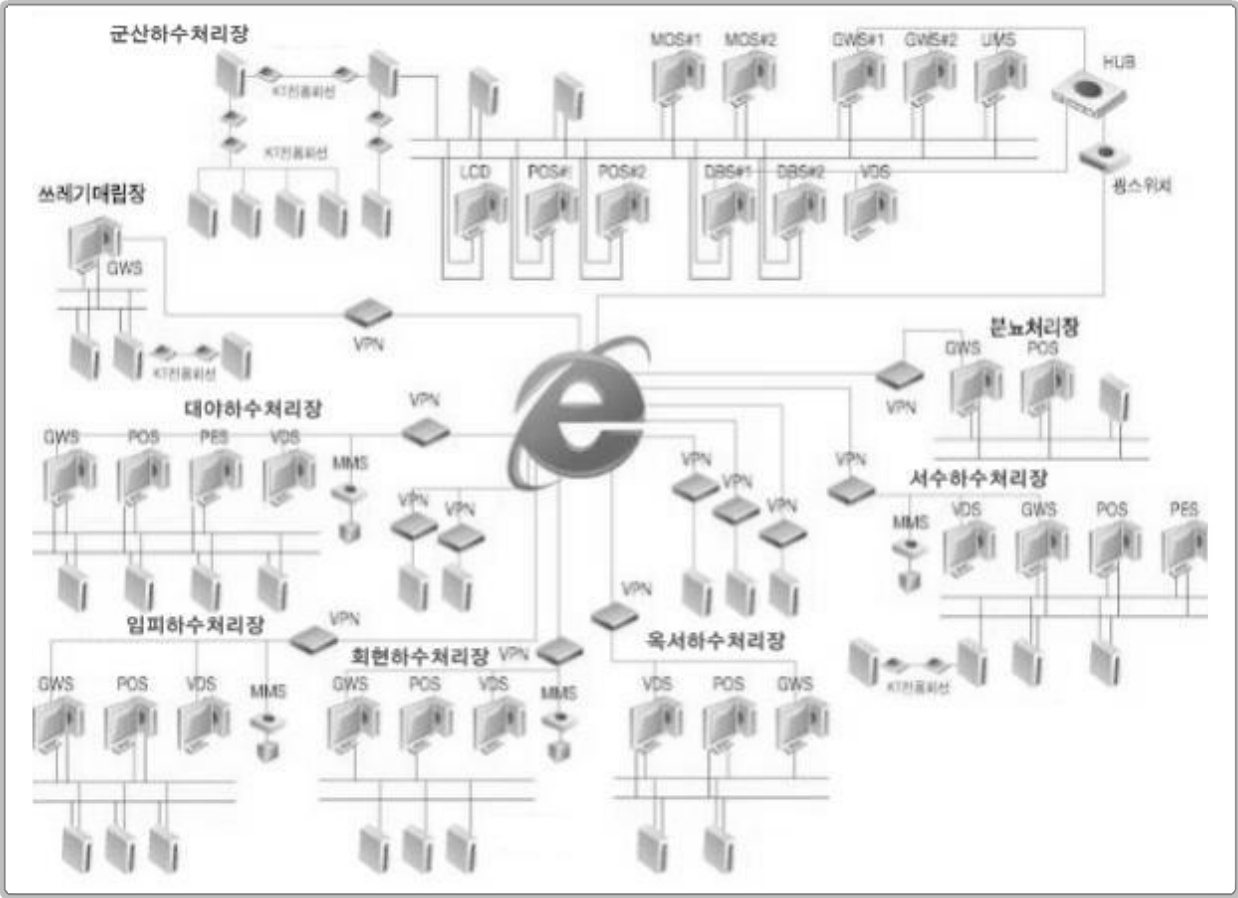 군산하수처리장
MOS#1 MOS#2 GWS#1 GWS#2 UMS
HUB
KT전용회선
KT전용회선
LCD POS#1 POS#2 DBS#1 DBS#2 VDS
쓰레기매립장
GWS
VPN
KT전용회선
분뇨처리장
GWS POS
VPN
대야하수처리장
VPN
GWS POS PES VDS
MMS
VPN
VPN
VPN
VPN
VPN
VPN
서수하수처리장
MMS
VDS GWS POS PES
KT전용회선
임피하수처리장
VPN
GWS POS VDS
MMS
회현하수처리장
VPN
GWS POS VDS
MMS
VPN
옥서하수처리장
VDS POS GWS